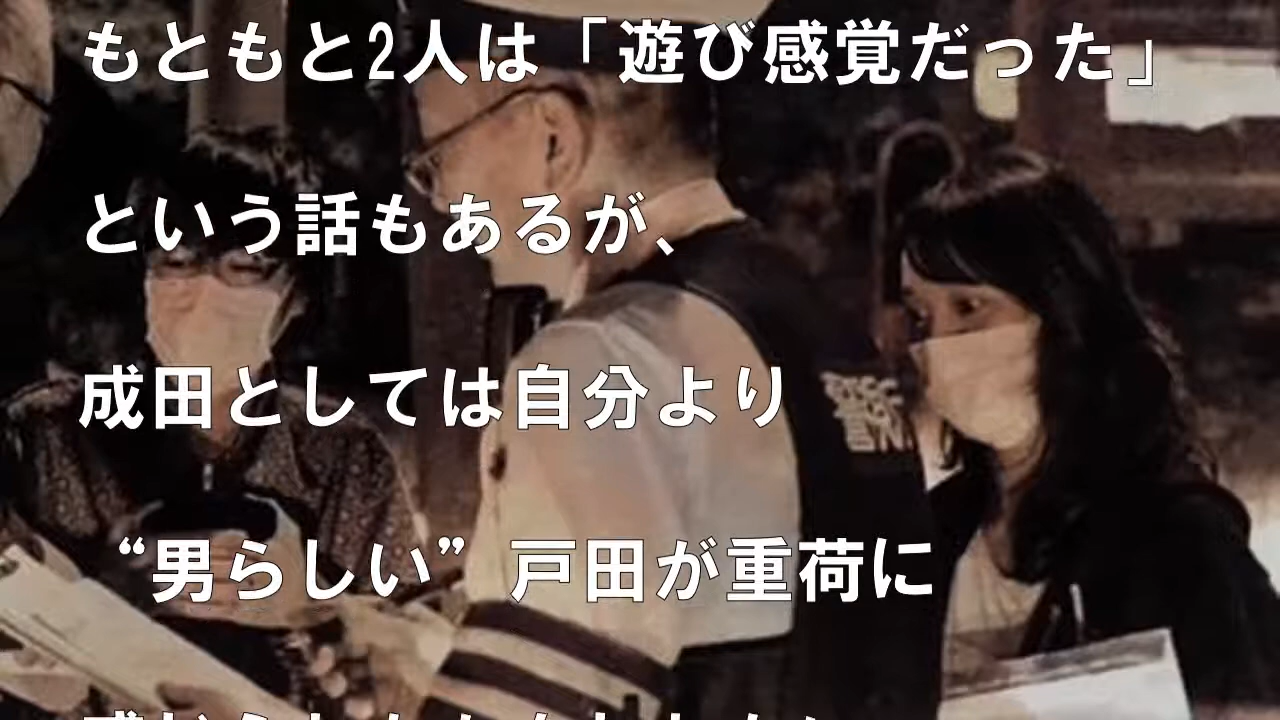 もともと2人は「遊び感覚だった」
という話もあるが、
成田としては自分より
“男らしい”戸田が重荷に